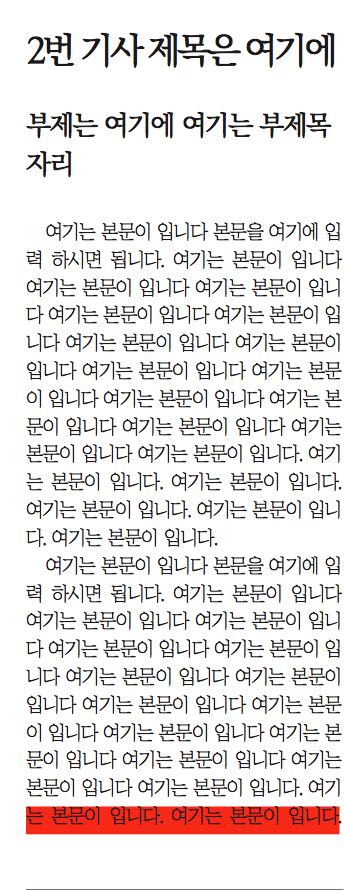 2번 기사 제목은 여기에
부제는 여기에 여기는 부제목
자리
여기는 본문이 입니다 본문을 여기에 입
력 하시면 됩니다. 여기는 본문이 입니다
여기는 본문이 입니다 여기는 본문이 입니
다 여기는 본문이 입니다 여기는 본문이 입
니다 여기는 본문이 입니다 여기는 본문이
입니다 여기는 본문이 입니다 여기는 본문
이 입니다 여기는 본문이 입니다 여기는 본
문이 입니다 여기는 본문이 입니다 여기는
본문이 입니다 여기는 본문이 입니다. 여기
는 본문이 입니다. 여기는 본문이 입니다.
여기는 본문이 입니다. 여기는 본문이 입니
다. 여기는 본문이 입니다.
여기는 본문이 입니다 본문을 여기에 입
력 하시면 됩니다. 여기는 본문이 입니다
여기는 본문이 입니다 여기는 본문이 입니
다 여기는 본문이 입니다 여기는 본문이 입
니다 여기는 본문이 입니다 여기는 본문이
입니다 여기는 본문이 입니다 여기는 본문
이 입니다 여기는 본문이 입니다 여기는 본
문이 입니다 여기는 본문이 입니다 여기는
본문이 입니다 여기는 본문이 입니다. 여기
는 본문이 입니다. 여기는 본문이 입니다.